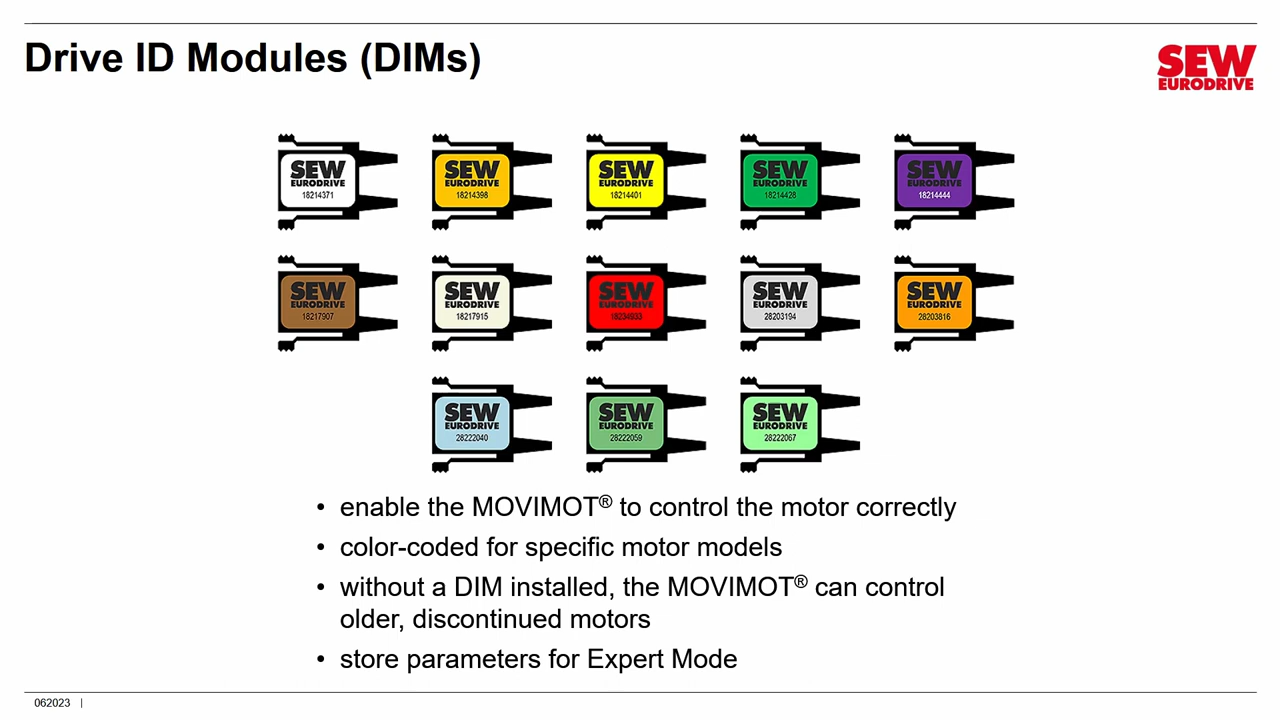 Drive ID Modules (DIMs)
SEW
EURODRIVE
SEW
EURODRIVE
18214371
SEW
EURODRIVE
18214398
SEW
EURODRIVE
18214401
SEW
EURODRIVE
18214428
SEW
EURODRIVE
18214444
SEW
EURODRIVE
18217907
SEW
EURODRIVE
18217915
SEW
EURODRIVE
18234933
SEW
EURODRIVE
28203194
SEW
EURODRIVE
28203816
SEW
EURODRIVE
28222040
SEW
EURODRIVE
28222059
SEW
EURODRIVE
28222067
• enable the MOVIMOT® to control the motor correctly
• color-coded for specific motor models
• without a DIM installed, the MOVIMOT® can control
older, discontinued motors
• store parameters for Expert Mode
062023 |